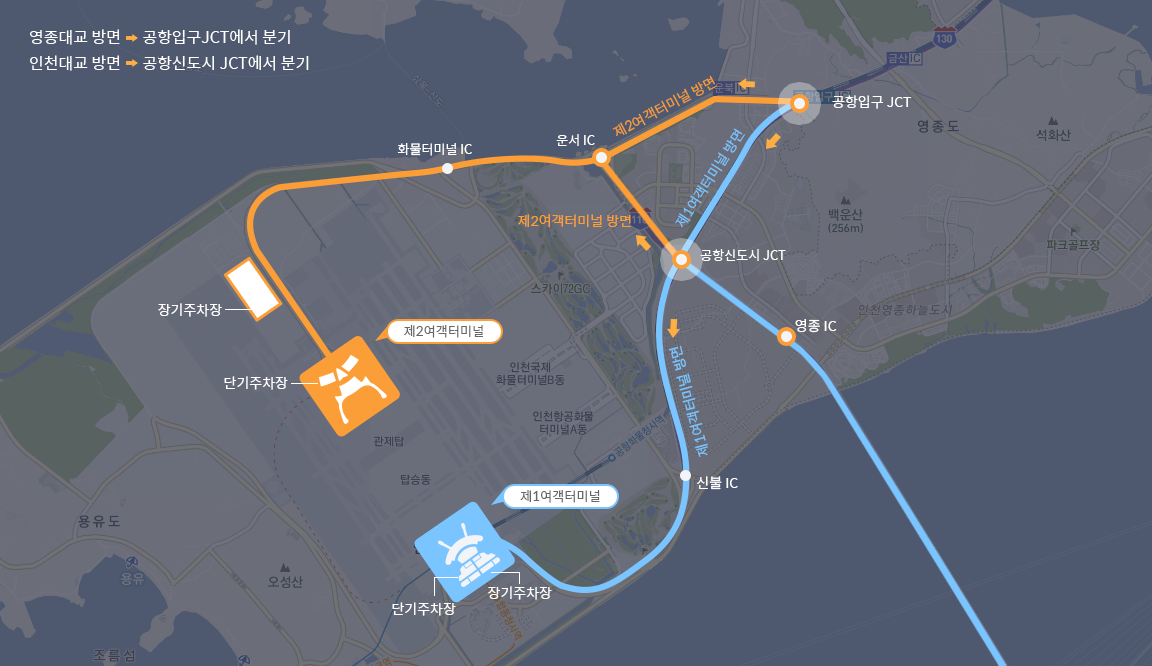 영종대교 방면 ➡ 공항입구JCT에서 분기
인천대교 방면 ➡ 공항신도시 JCT에서 분기
130
금산IC
운북IC
제2여객터미널 방면
공항입구 JCT
영종도
석화산
운서 IC
화물터미널 IC
제1여객터미널 방면
백운산
(256m)
제2여객터미널 방면
파크골프장
공항신도시 JCT
스카이72GC
장기주차장
인천영종하늘도시
영종 IC
제2여객터미널
제1여객터미널 방면
인천국제
화물터미널B동
단기주차장
인천항공화물
터미널A동
관제탑
공항화물청사역
탑승동
신불 IC
제1여객터미널
용유도
용유
오성산
장기주차장
단기주차장
조름섬